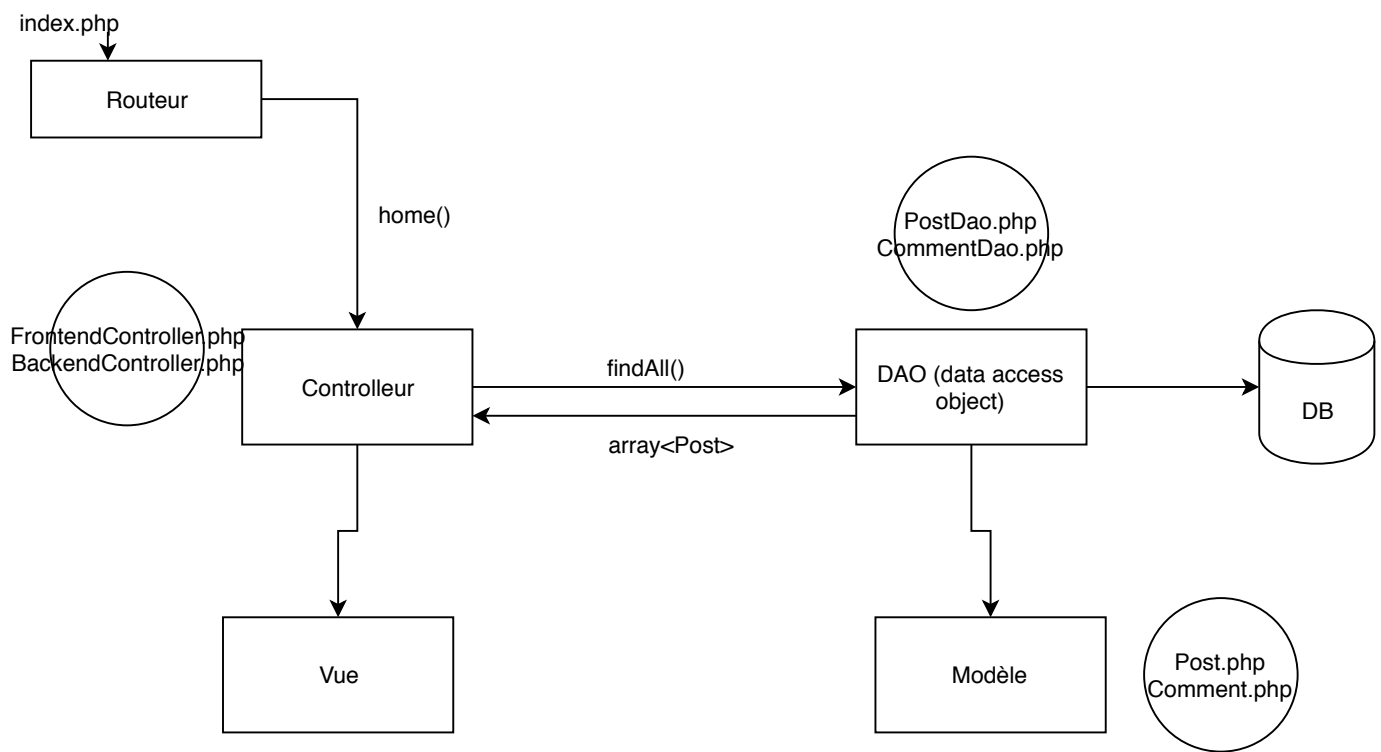 index.php
Routeur
home()
PostDao.php
CommentDao.php
FrontendController.php
BackendController.php
Controlleur
findAll()
array<Post>
DAO (data access
object)
DB
Vue
Modèle
Post.php
Comment.php